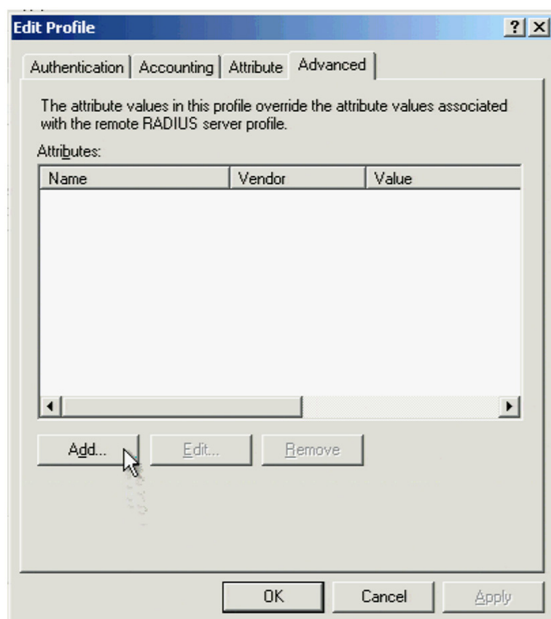 Edit Profile
Authentication Accounting Attribute Advanced
The attribute values in this profile override the attribute values associated
with the remote RADIUS server profile.
Attributes:
Name Vendor Value
Add... Edit... Remove
OK Cancel Apply